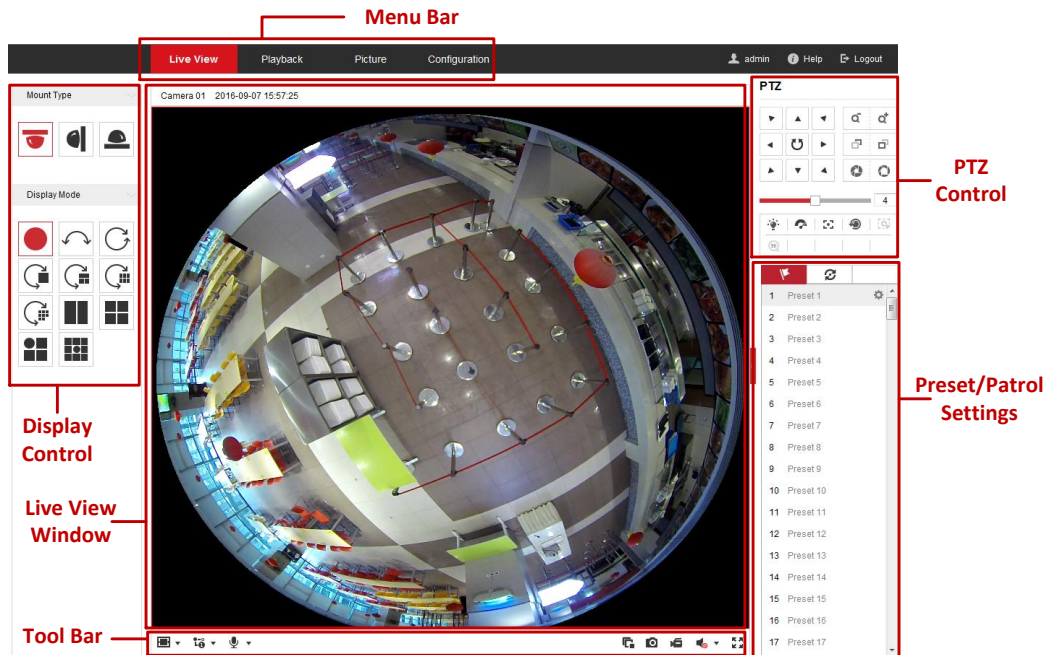 Menu Bar
Live View Playback Picture Configuration admin Help Logout
Mount Type
Camera 01 2016-09-07 15:57:25
PTZ
Display Mode
4
PTZ
Control
1 Preset 1
2 Preset 2
3 Preset 3
4 Preset 4
5 Preset 5
6 Preset 6
7 Preset 7
8 Preset 8
9 Preset 9
10 Preset 10
11 Preset 11
12 Preset 12
13 Preset 13
14 Preset 14
15 Preset 15
16 Preset 16
17 Preset 17
Preset/Patrol
Settings
Display
Control
Live View
Window
Tool Bar